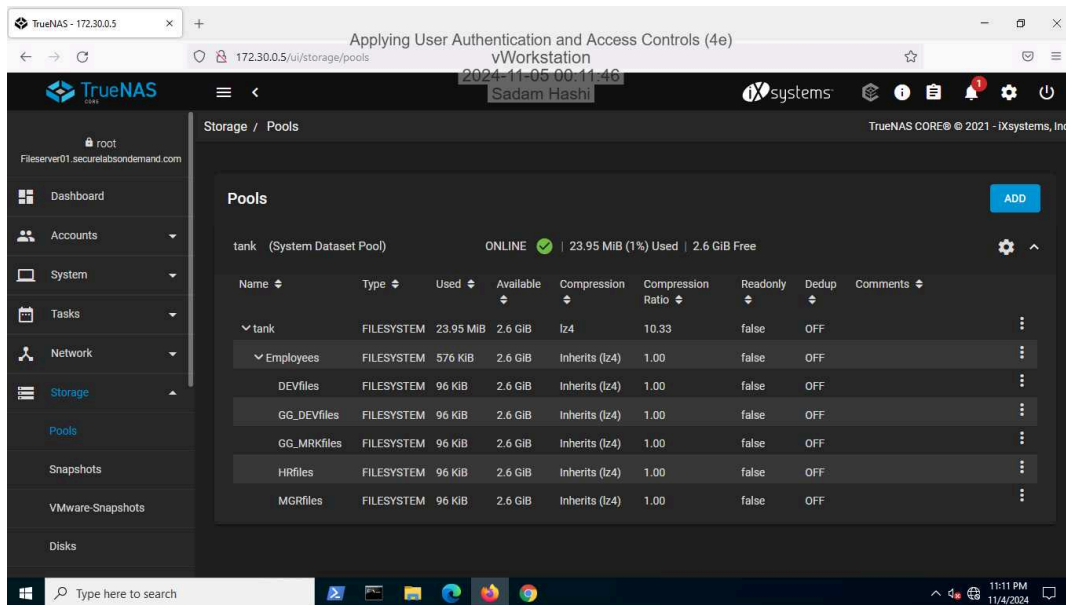 TrueNAS - 172.30.0.5
Applying User Authentication and Access Controls (4e)
172.30.0.5/ui/storage/pools
vWorkstation
2024-11-05 00:11:46
Sadam Hashi
TrueNAS
CORE
iX systems
1
root
Fileserver01.securelabsondemand.com
Storage / Pools
TrueNAS CORE® © 2021 - iXsystems, Inc
Dashboard
Accounts
System
Tasks
Network
Storage
Pools
Snapshots
VMware-Snapshots
Disks
Pools
ADD
tank (System Dataset Pool) ONLINE | 23.95 MiB (1%) Used | 2.6 GiB Free
Name Type Used Available Compression Compression Ratio Readonly Dedup Comments
tank FILESYSTEM 23.95 MiB 2.6 GiB lz4 10.33 false OFF
Employees FILESYSTEM 576 KiB 2.6 GiB Inherits (lz4) 1.00 false OFF
DEVfiles FILESYSTEM 96 KiB 2.6 GiB Inherits (lz4) 1.00 false OFF
GG_DEVfiles FILESYSTEM 96 KiB 2.6 GiB Inherits (lz4) 1.00 false OFF
GG_MRKfiles FILESYSTEM 96 KiB 2.6 GiB Inherits (lz4) 1.00 false OFF
HRfiles FILESYSTEM 96 KiB 2.6 GiB Inherits (lz4) 1.00 false OFF
MGRfiles FILESYSTEM 96 KiB 2.6 GiB Inherits (lz4) 1.00 false OFF
Type here to search
11:11 PM
11/4/2024